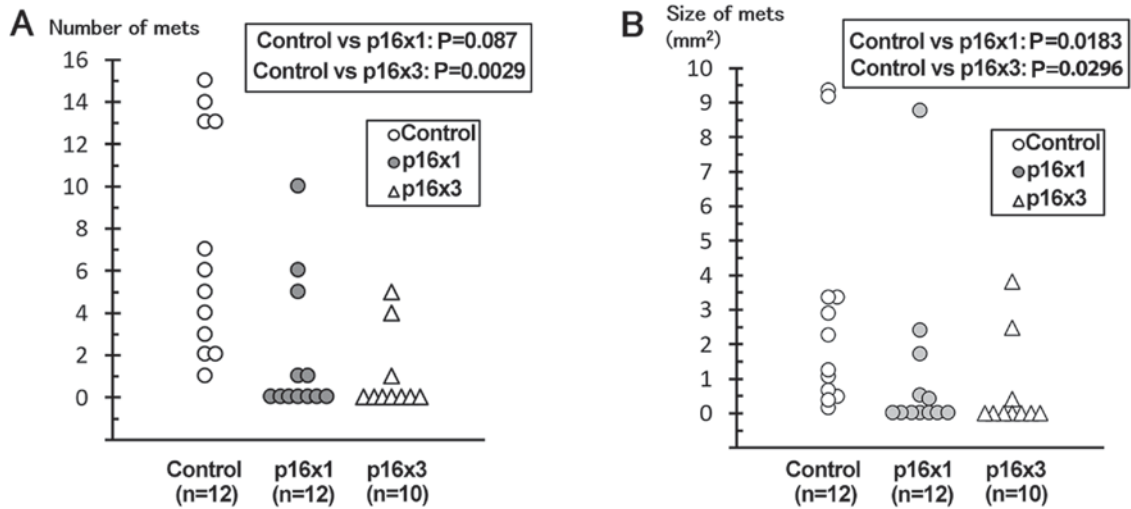 A Number of mets
Control vs p16x1: P=0.087
Control vs p16x3: P=0.0029
16
14
12
10
8
6
4
2
0
Control
p16x1
p16x3
Control
(n=12)
p16x1
(n=12)
p16x3
(n=10)
B Size of mets
(mm²)
Control vs p16x1: P=0.0183
Control vs p16x3: P=0.0296
10
9
8
7
6
5
4
3
2
1
0
Control
p16x1
p16x3
Control
(n=12)
p16x1
(n=12)
p16x3
(n=10)